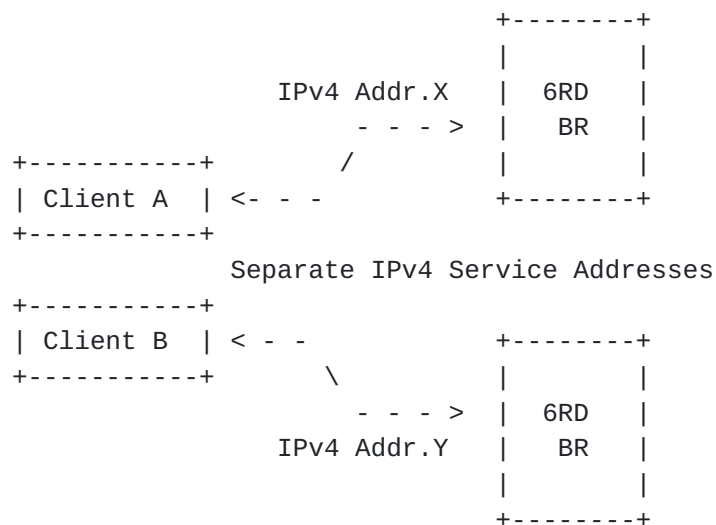 IPv4 Addr.X
6RD
BR
Client A
Separate IPv4 Service Addresses
Client B
6RD
IPv4 Addr.Y
BR